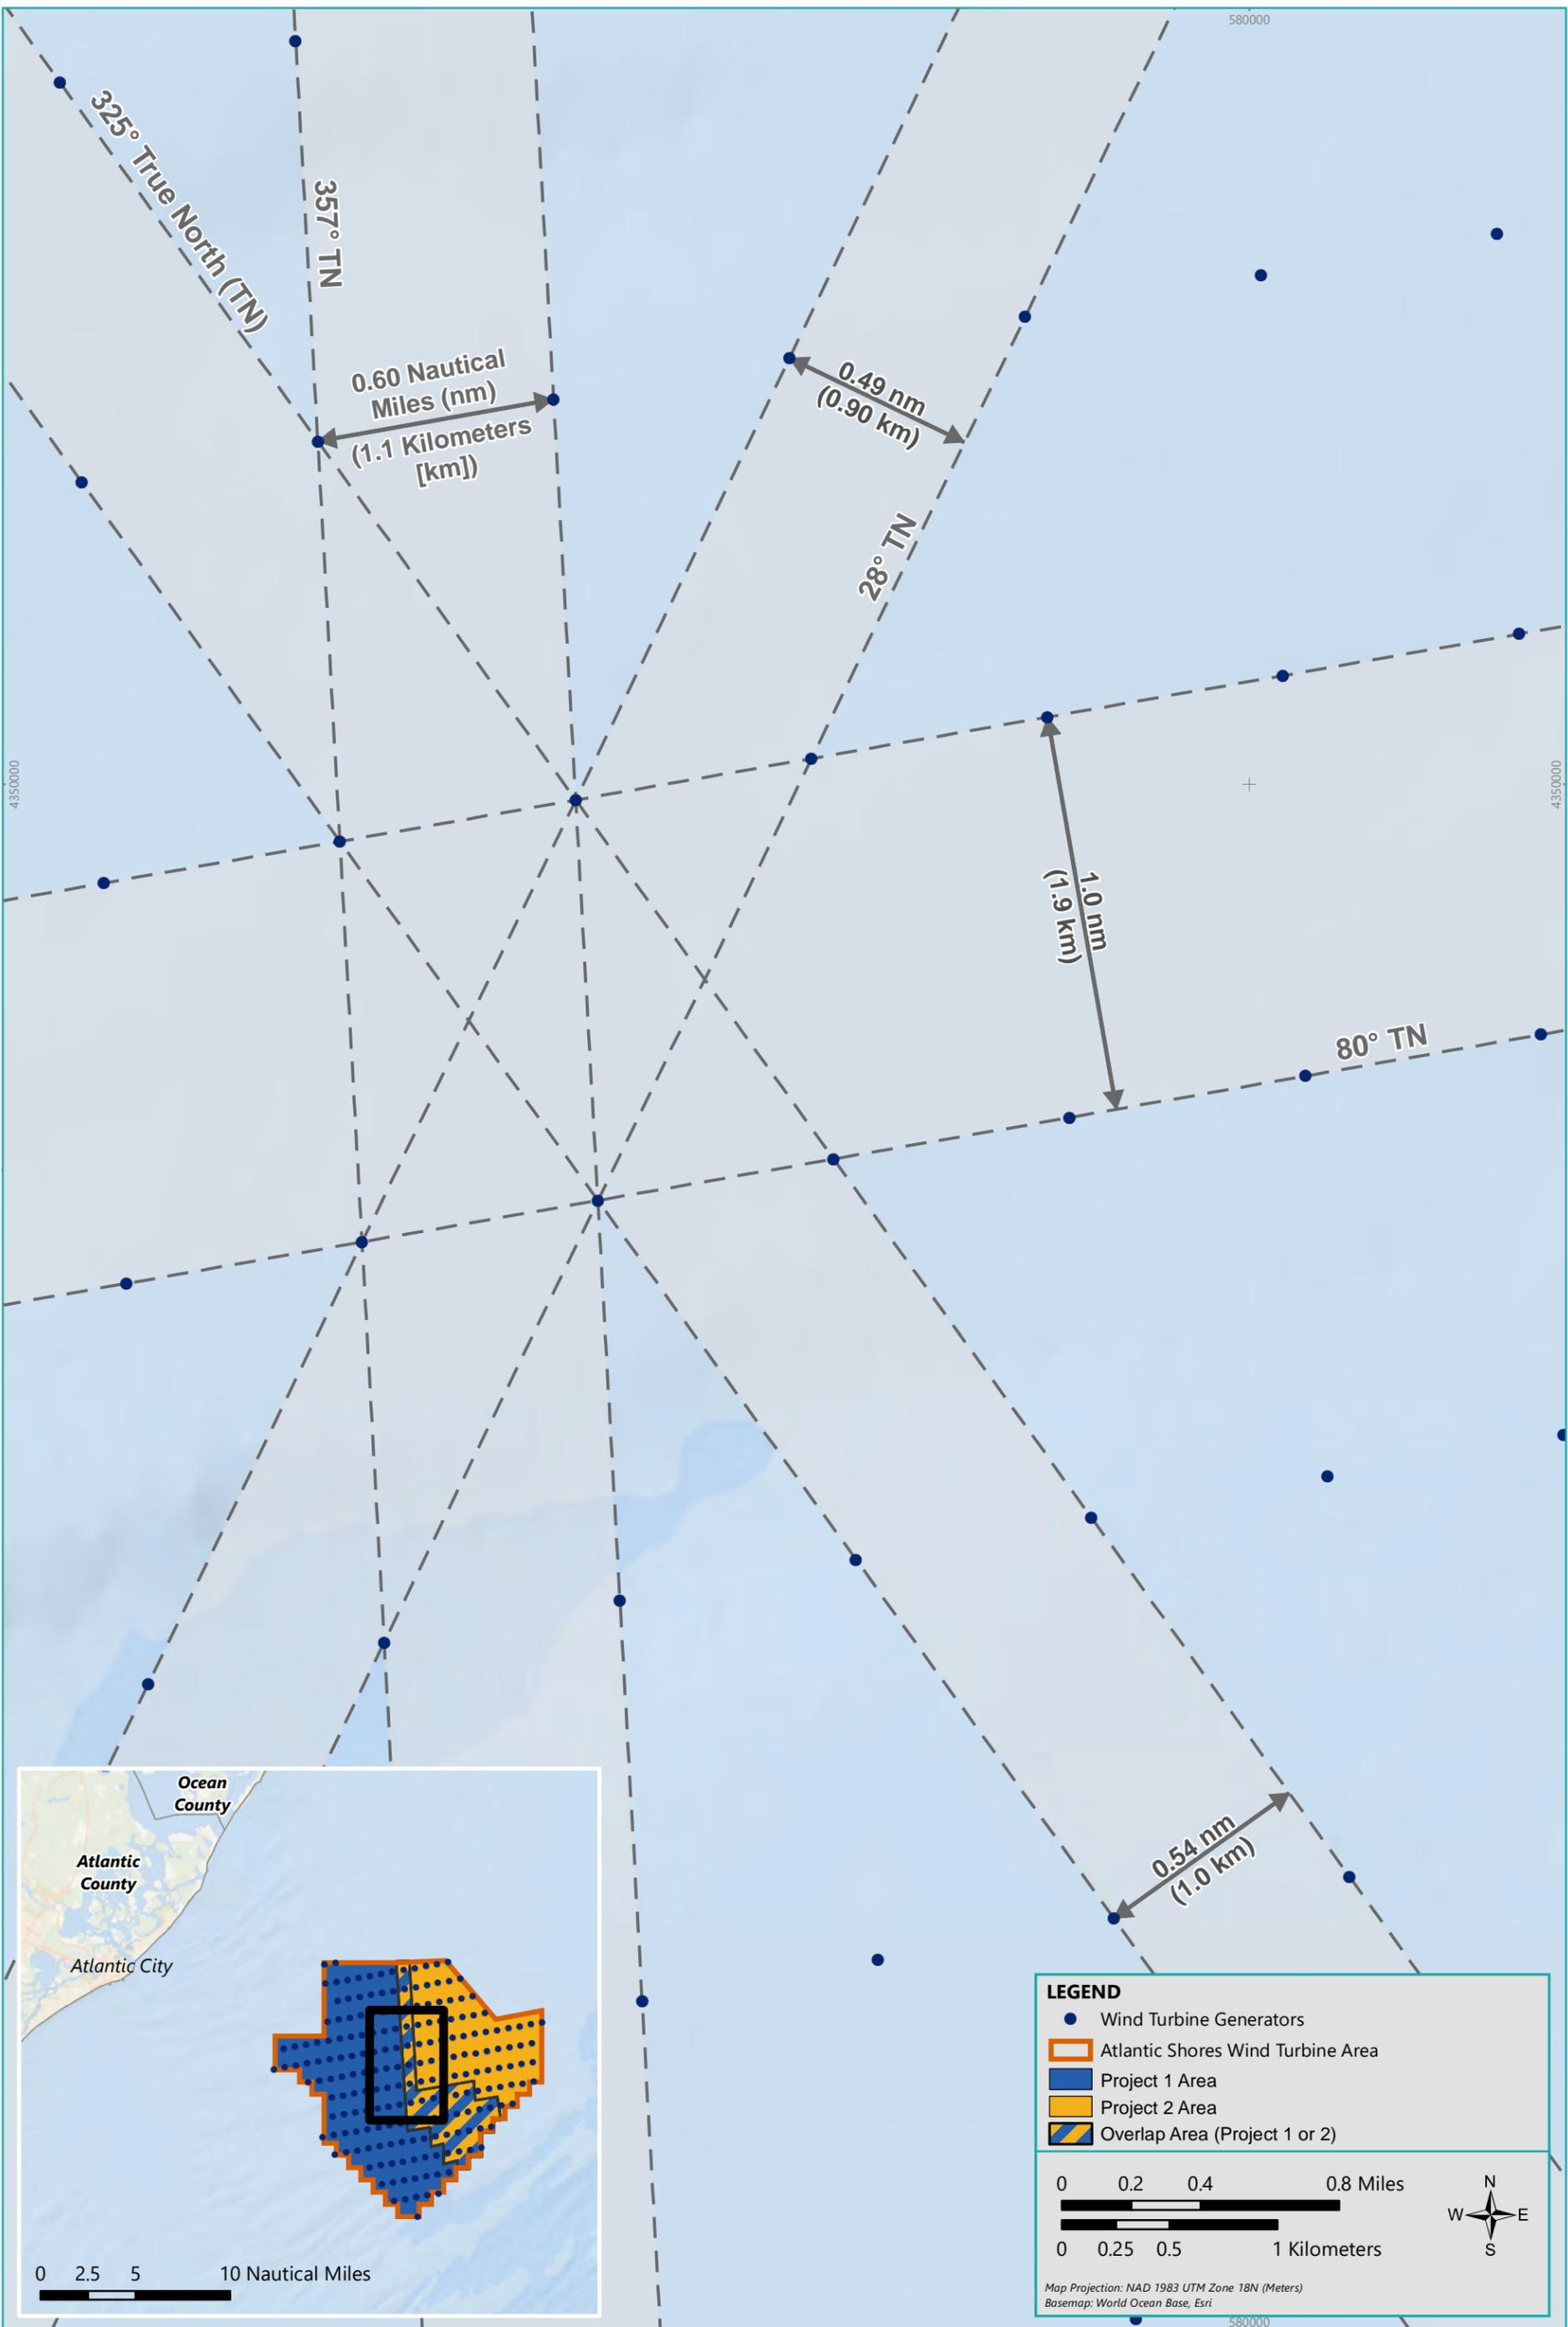 580000
325° True North (TN)
357° TN
0.60 Nautical
Miles (nm)
(1.1 Kilometers
[km])
0.49 nm
(0.90 km)
28° TN
4350000
4350000
1.0 nm
(1.9 km)
80° TN
0.54 nm
(1.0 km)
Ocean
County
Atlantic
County
Atlantic City
0 2.5 5 10 Nautical Miles
LEGEND
Wind Turbine Generators
Atlantic Shores Wind Turbine Area
Project 1 Area
Project 2 Area
Overlap Area (Project 1 or 2)
0 0.2 0.4 0.8 Miles
0 0.25 0.5 1 Kilometers
N
W E
S
Map Projection: NAD 1983 UTM Zone 18N (Meters)
Basemap: World Ocean Base, Esri
580000